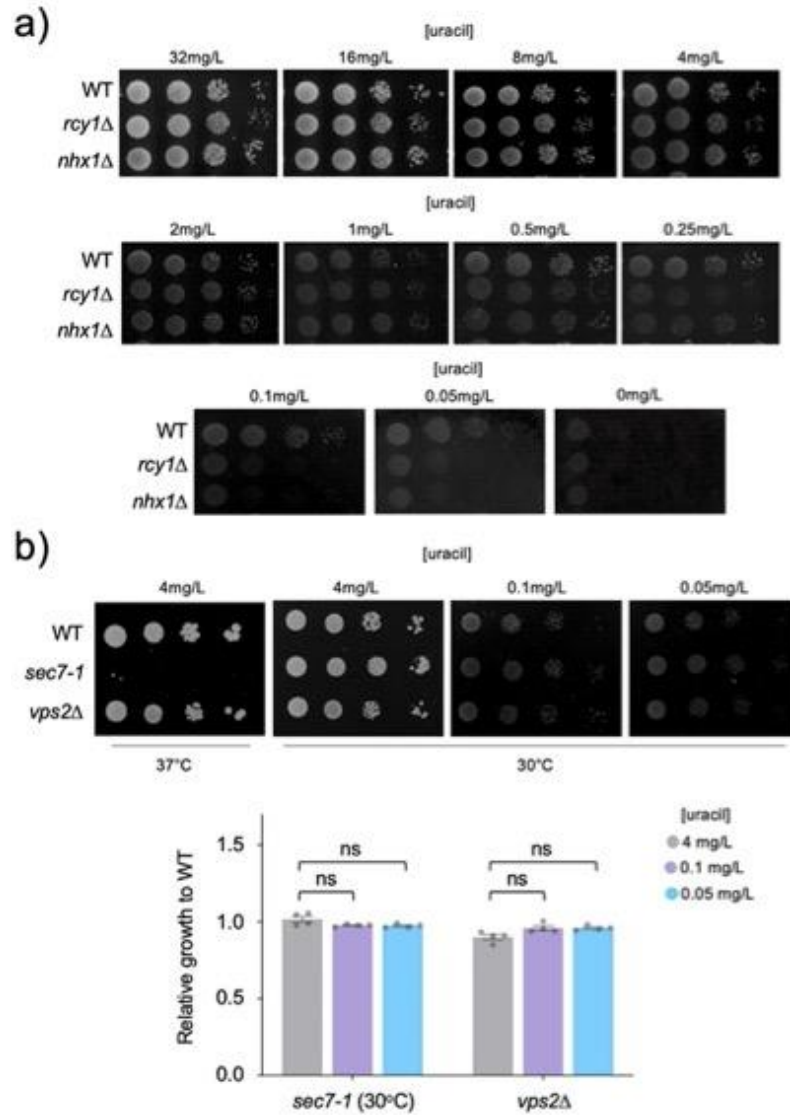 a)
[uracil]
32mg/L 16mg/L 8mg/L 4mg/L
WT
rcy1Δ
nhx1Δ
[uracil]
2mg/L 1mg/L 0.5mg/L 0.25mg/L
WT
rcy1Δ
nhx1Δ
[uracil]
0.1mg/L 0.05mg/L 0mg/L
WT
rcy1Δ
nhx1Δ
b)
[uracil]
4mg/L 4mg/L 0.1mg/L 0.05mg/L
WT
sec7-1
vps2Δ
37°C 30°C
Relative growth to WT
1.5
1.0
0.5
0.0
ns
ns
ns
ns
sec7-1 (30°C) vps2Δ
[uracil]
4 mg/L
0.1 mg/L
0.05 mg/L